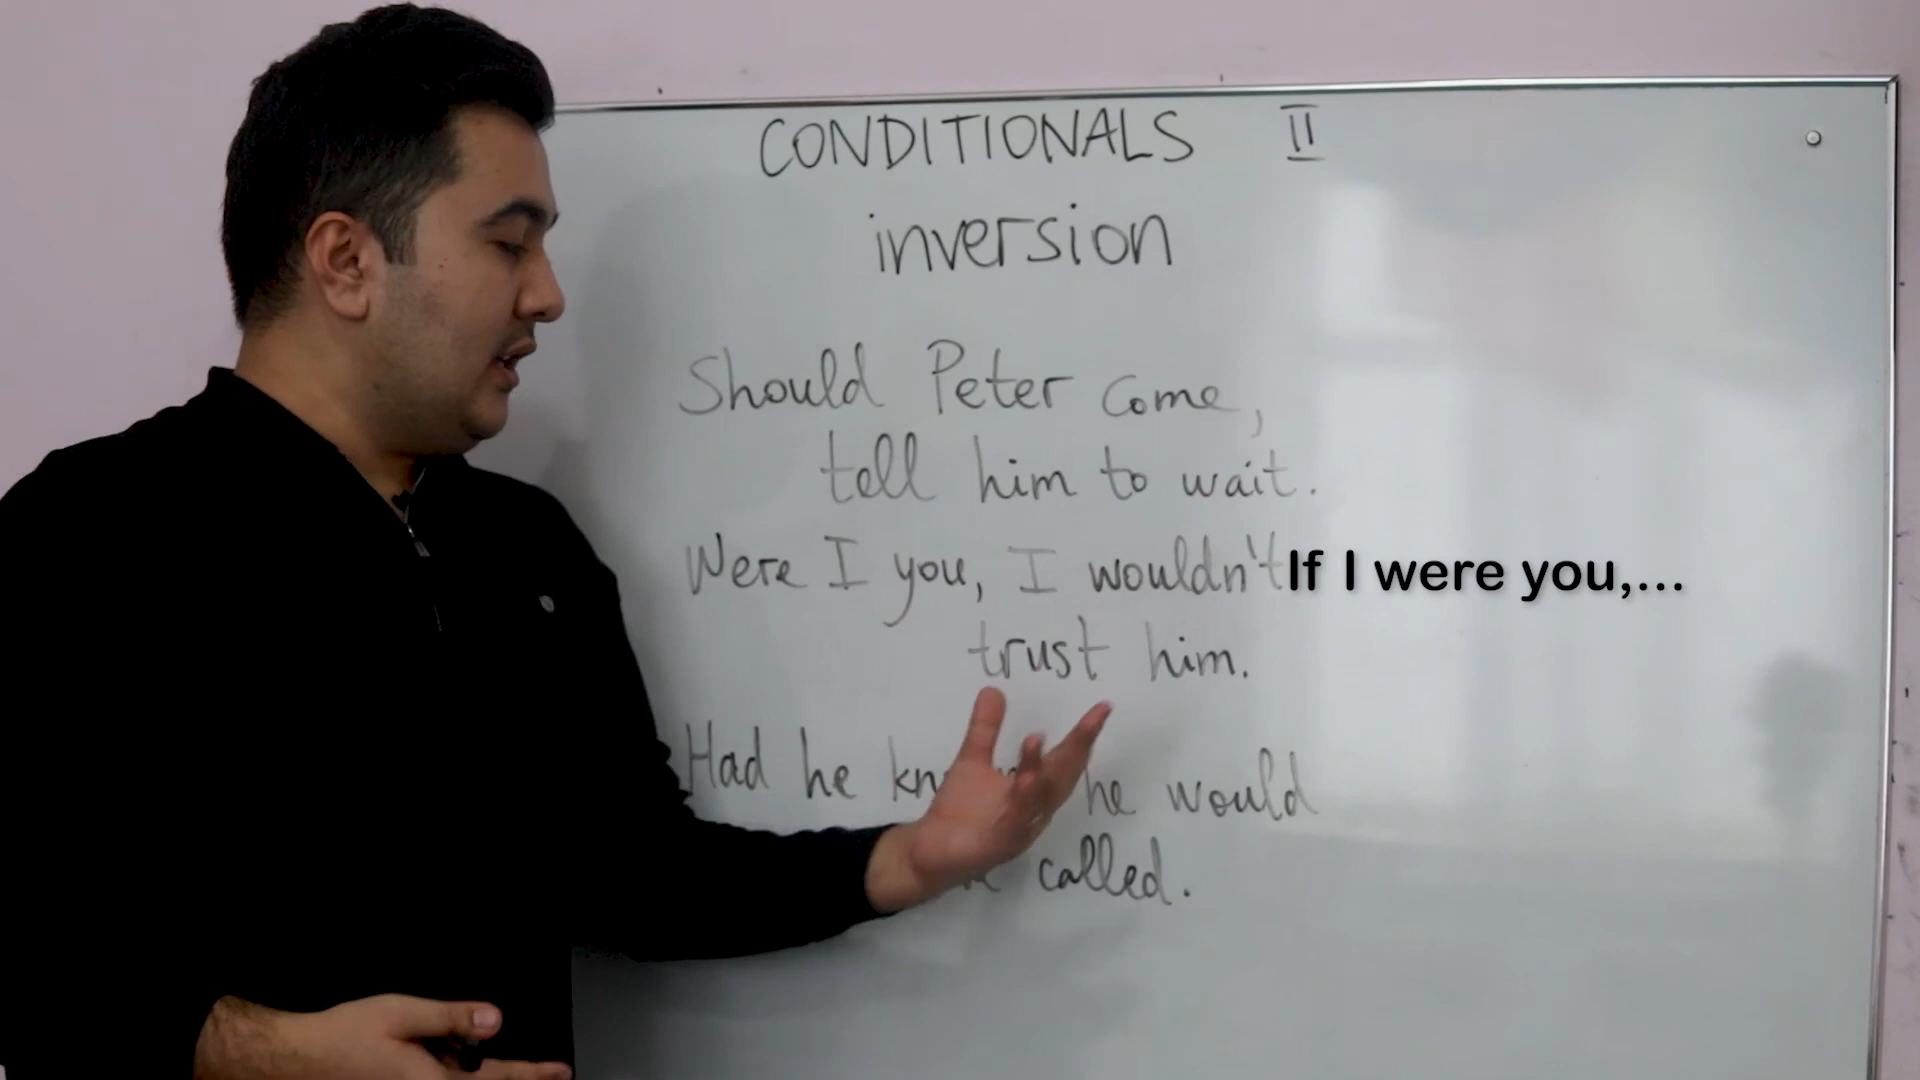 CONDITIONALS II
inversion
Should Peter come,
tell him to wait.
Were I you, I wouldn't If I were you,...
trust him.
Had he he would
called.